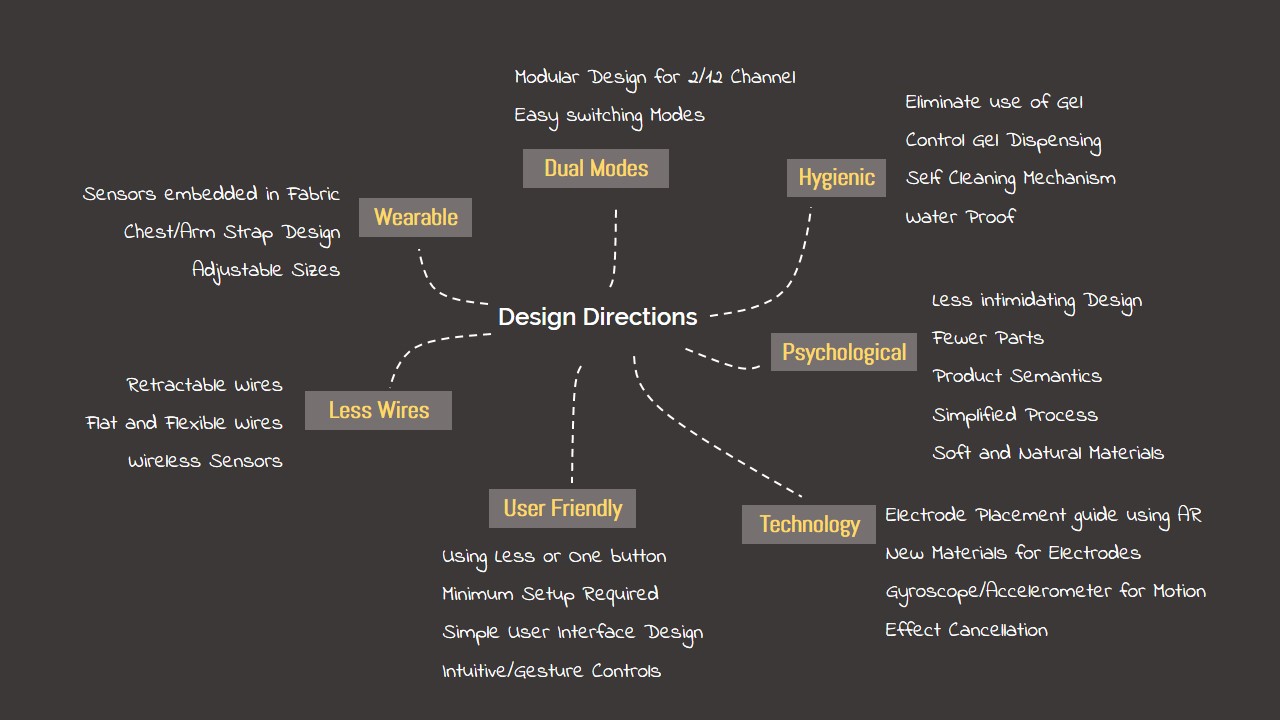 Modular Design for 2/12 Channel
Easy switching Modes
Dual Modes
Eliminate use of Gel
Control Gel Dispensing
Self Cleaning Mechanism
Water Proof
Hygienic
Sensors embedded in Fabric
Chest/Arm Strap Design
Adjustable Sizes
Wearable
Design Directions
Less intimidating Design
Fewer Parts
Product Semantics
Simplified Process
Soft and Natural Materials
Psychological
Retractable Wires
Flat and Flexible Wires
Wireless Sensors
Less Wires
User Friendly
Using Less or One button
Minimum Setup Required
Simple User Interface Design
Intuitive/Gesture Controls
Technology
Electrode Placement guide using AR
New Materials for Electrodes
Gyroscope/Accelerometer for Motion
Effect Cancellation